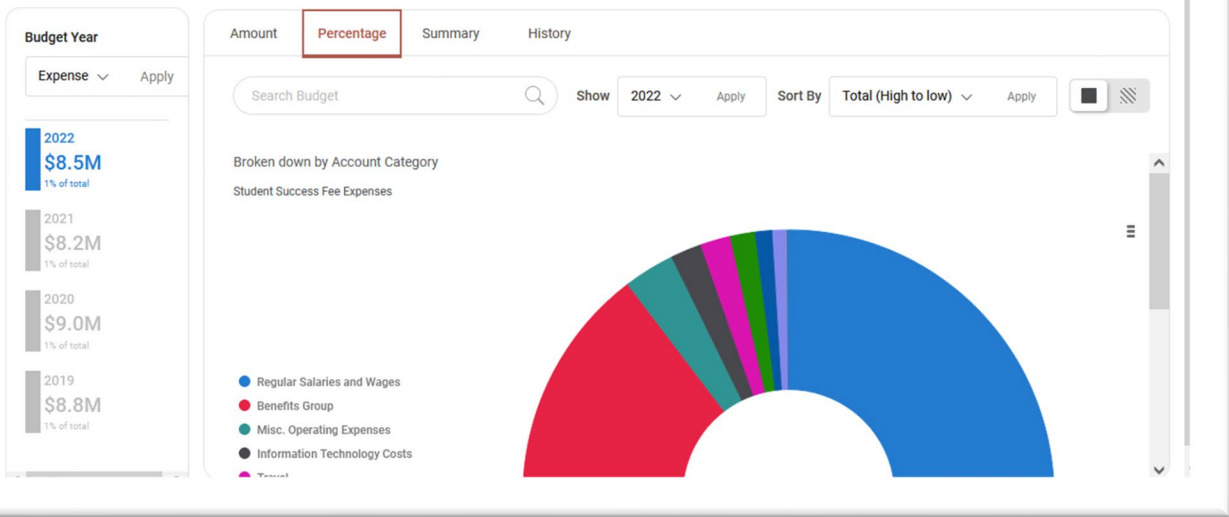 Budget Year
Expense Apply
2022
$8.5M
1% of total
2021
$8.2M
1% of total
2020
$9.0M
1% of total
2019
$8.8M
1% of total
Amount Percentage Summary History
Search Budget Show 2022 Apply Sort By Total (High to low) Apply
Broken down by Account Category
Student Success Fee Expenses
Regular Salaries and Wages
Benefits Group
Misc. Operating Expenses
Information Technology Costs
Travel